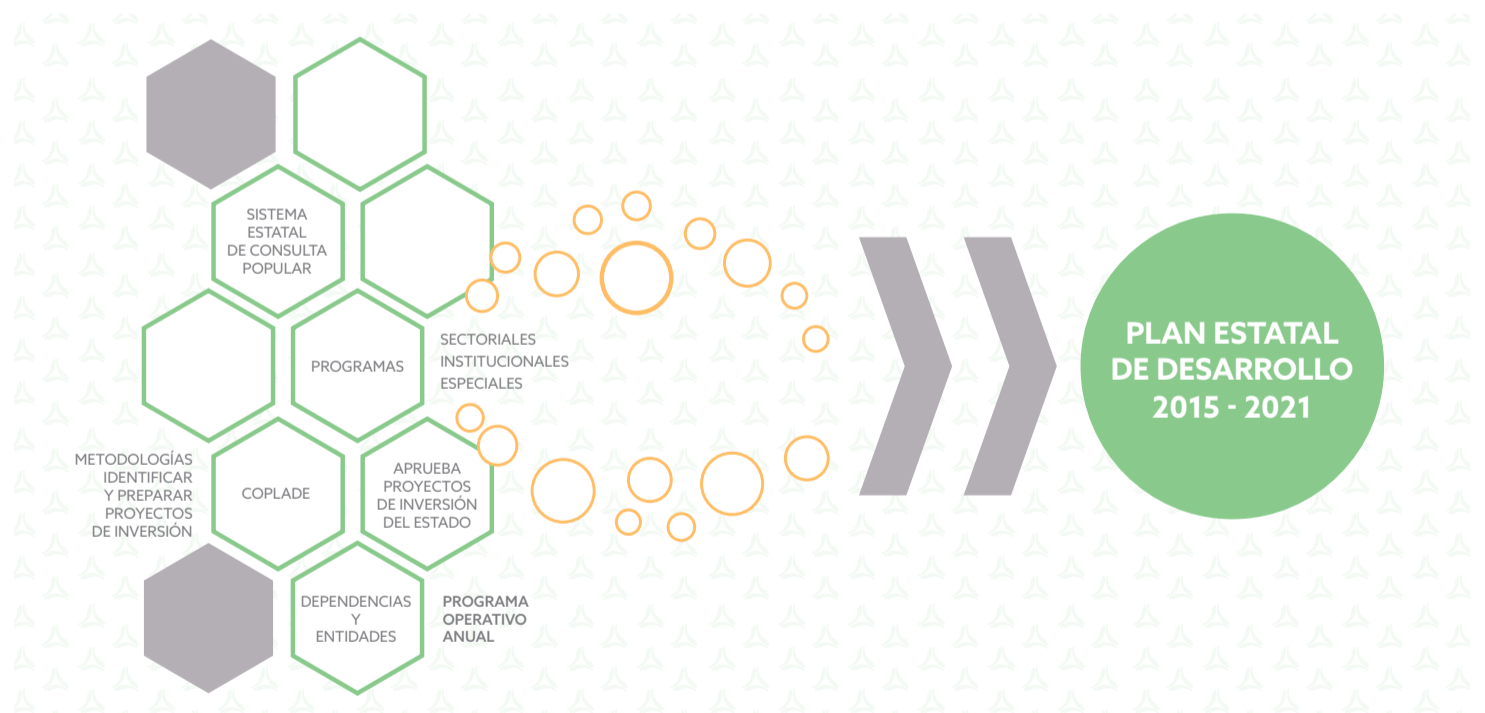 SISTEMA
ESTATAL
DE CONSULTA
POPULAR
PROGRAMAS
SECTORIALES
INSTITUCIONALES
ESPECIALES
METODOLOGÍAS
IDENTIFICAR
Y PREPARAR
PROYECTOS
DE INVERSIÓN
COPLADE
APRUEBA
PROYECTOS
DE INVERSIÓN
DEL ESTADO
DEPENDENCIAS
Y
ENTIDADES
PROGRAMA
OPERATIVO
ANUAL
PLAN ESTATAL
DE DESARROLLO
2015 - 2021